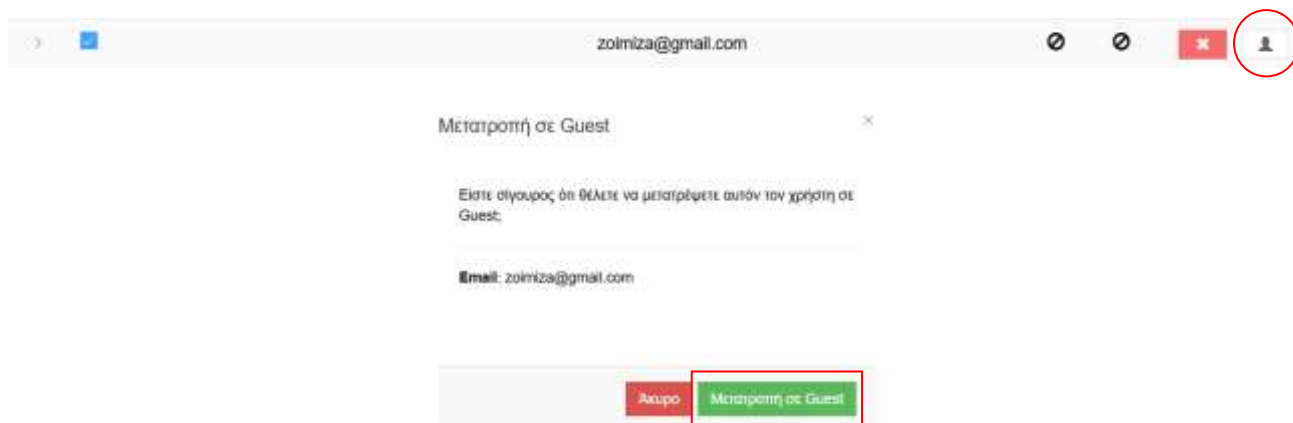 zoimiza@gmail.com
Μετατροπή σε Guest
Είστε σίγουρος ότι θέλετε να μετατρέψετε αυτόν τον χρήστη σε
Guest;
Email: zoimiza@gmail.com
Άκυρο
Μετατροπή σε Guest